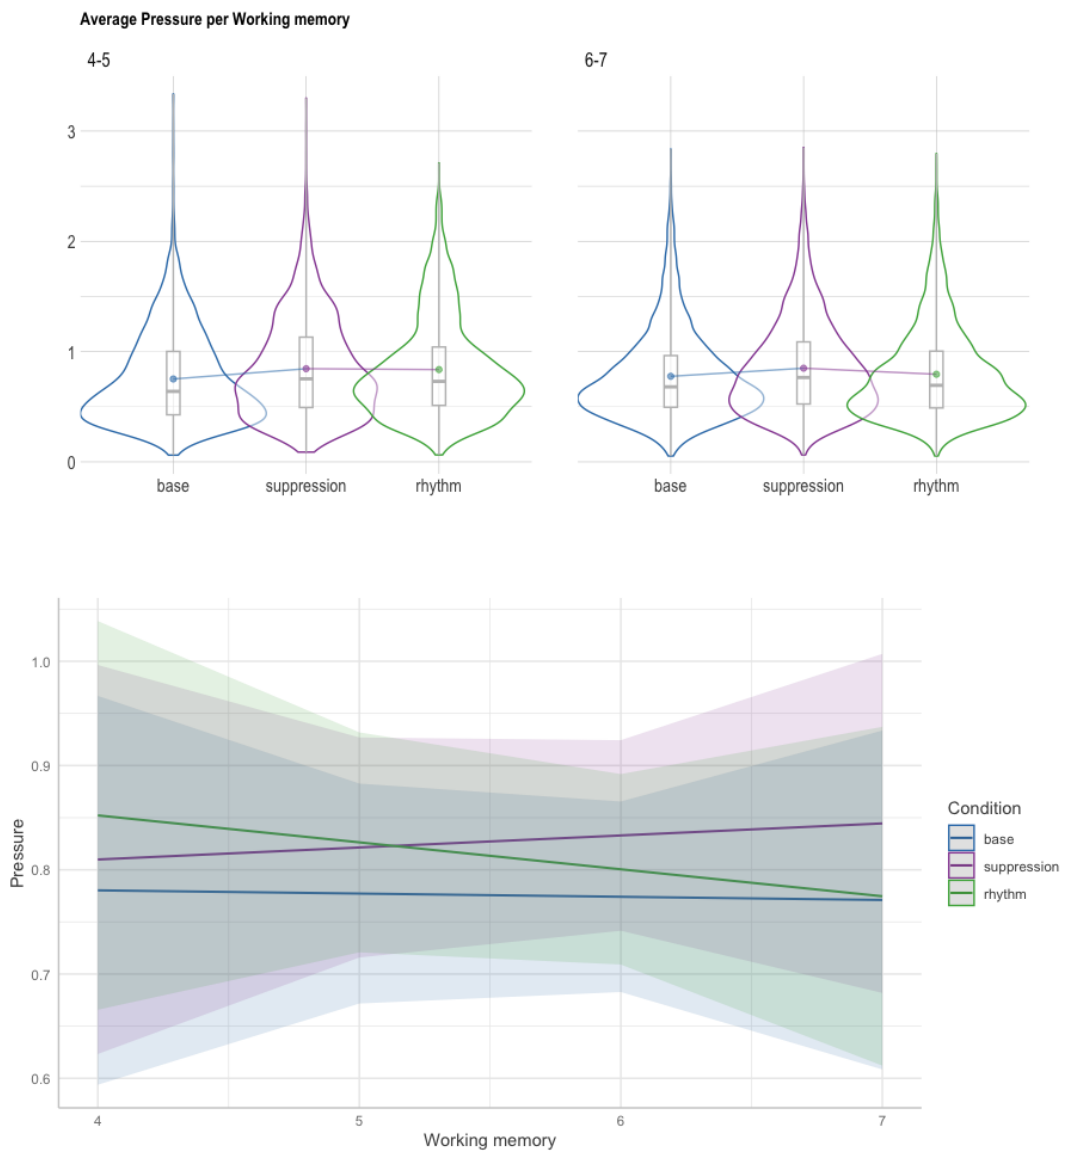 Average Pressure per Working memory
4-5
6-7
3
2
1
0
base suppression rhythm
base suppression rhythm
1.0
0.9
0.8
0.7
0.6
Pressure
4 5 6 7
Working memory
Condition
base
suppression
rhythm